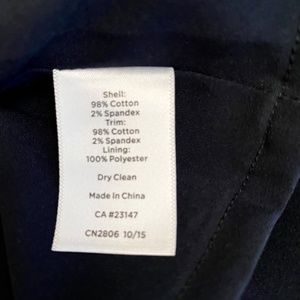 Shell:
98% Cotton
2% Spandex
Trim:
98% Cotton
2% Spandex
Lining:
100% Polyester
Dry Clean
Made In China
CA #23147
CN2806 10/15